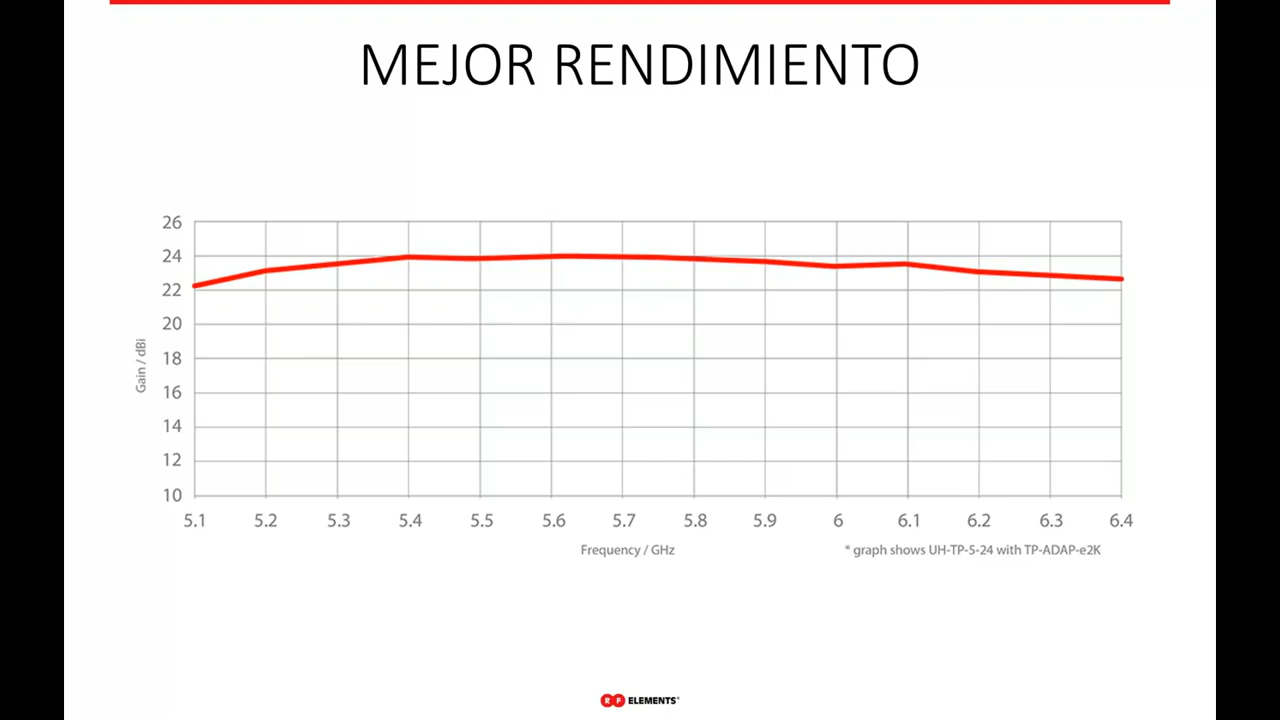 MEJOR RENDIMIENTO
26
24
22
20
18
16
14
12
10
Gain / dBi
5.1 5.2 5.3 5.4 5.5 5.6 5.7 5.8 5.9 6 6.1 6.2 6.3 6.4
Frequency / GHz
* graph shows UH-TP-5-24 with TP-ADAP-e2K
RF ELEMENTS